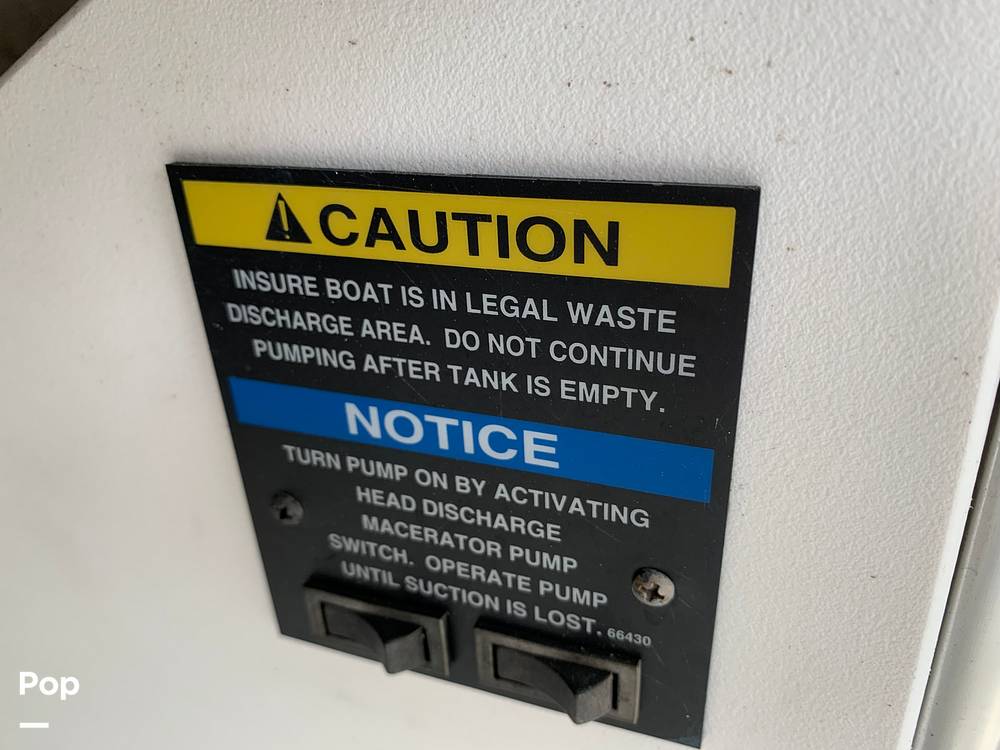 CAUTION
INSURE BOAT IS IN LEGAL WASTE
DISCHARGE AREA. DO NOT CONTINUE
PUMPING AFTER TANK IS EMPTY.
NOTICE
TURN PUMP ON BY ACTIVATING
HEAD DISCHARGE
MACERATOR PUMP
SWITCH. OPERATE PUMP
UNTIL SUCTION IS LOST. 66430
Pop